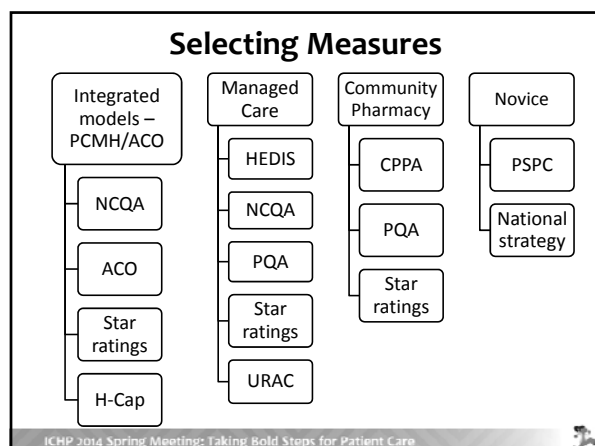 Selecting Measures
Integrated
models –
PCMH/ACO
NCQA
ACO
Star
ratings
H-Cap
Managed
Care
HEDIS
NCQA
PQA
Star
ratings
URAC
Community
Pharmacy
CPPA
PQA
Star
ratings
Novice
PSPC
National
strategy
ICHP 2014 Spring Meeting: Taking Bold Steps for Patient Care